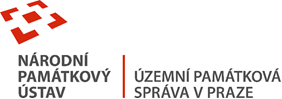 NÁRODNÍ
PAMÁTKOVÝ
ÚSTAV
ÚZEMNÍ PAMÁTKOVÁ
SPRÁVA V PRAZE